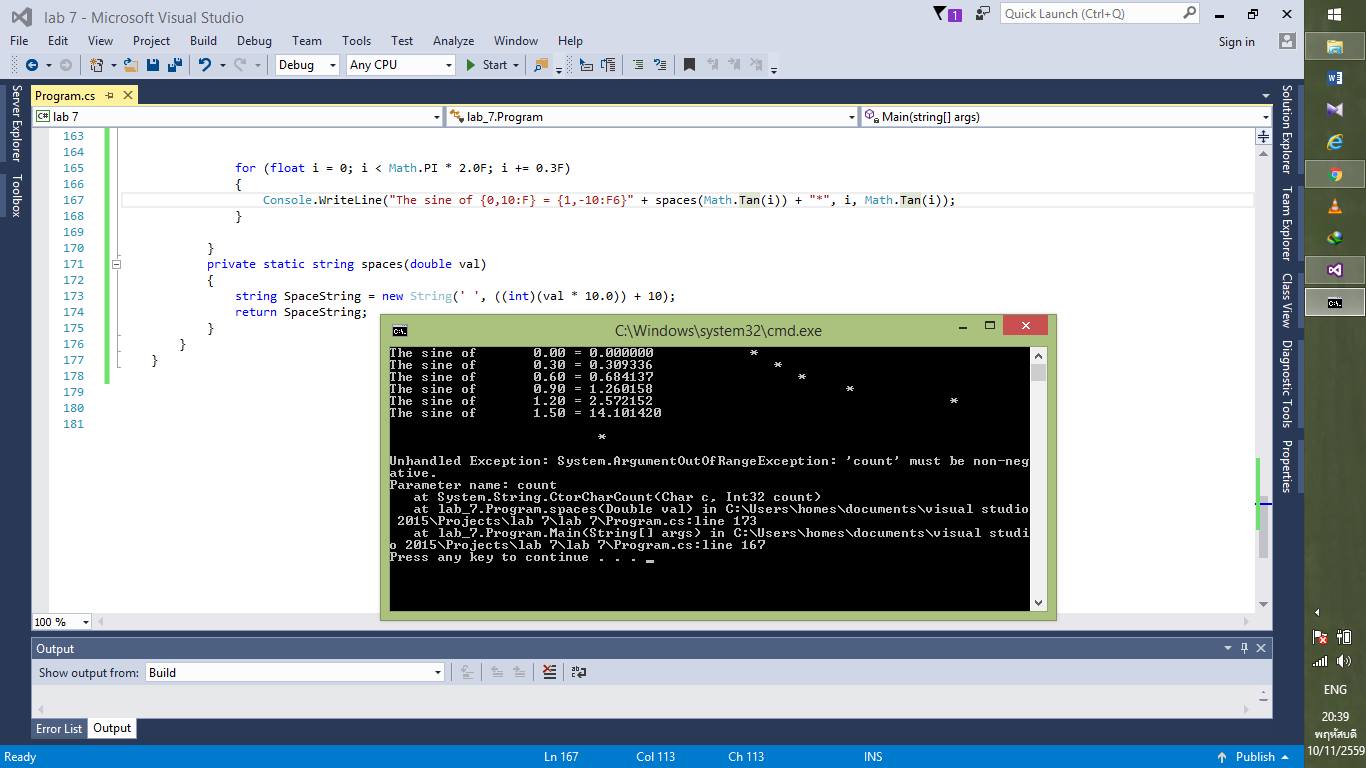 lab 7 - Microsoft Visual Studio
1
Quick Launch (Ctrl+Q)
File Edit View Project Build Debug Team Tools Test Analyze Window Help
Sign in
Debug Any CPU Start
Server Explorer
Toolbox
Program.cs
lab 7
lab_7.Program
Main(string[] args)
163
164
165 for (float i = 0; i < Math.PI * 2.0F; i += 0.3F)
166 {
167 Console.WriteLine("The sine of {0,10:F} = {1,-10:F6}" + spaces(Math.Tan(i)) + "*", i, Math.Tan(i));
168 }
169
170 }
171 private static string spaces(double val)
172 {
173 string SpaceString = new String(' ', ((int)(val * 10.0)) + 10);
174 return SpaceString;
175 }
176 }
177 }
178
179
180
181
C:\Windows\system32\cmd.exe
The sine of 0.00 = 0.000000 *
The sine of 0.30 = 0.309336 *
The sine of 0.60 = 0.684137 *
The sine of 0.90 = 1.260158 *
The sine of 1.20 = 2.572152 *
The sine of 1.50 = 14.101420
*
Unhandled Exception: System.ArgumentOutOfRangeException: 'count' must be non-neg
ative.
Parameter name: count
at System.String.CtorCharCount(Char c, Int32 count)
at lab_7.Program.spaces(Double val) in C:\Users\homes\documents\visual studio
2015\Projects\lab 7\lab 7\Program.cs:line 173
at lab_7.Program.Main(String[] args) in C:\Users\homes\documents\visual studi
o 2015\Projects\lab 7\lab 7\Program.cs:line 167
Press any key to continue . . . _
Solution Explorer
Team Explorer
Class View
Diagnostic Tools
Properties
100 %
Output
Show output from: Build
Error List Output
Ready Ln 167 Col 113 Ch 113 INS Publish
ENG
20:39
พฤหัสบดี
10/11/2559